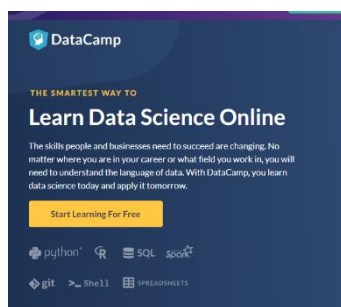 DataCamp
THE SMARTEST WAY TO
Learn Data Science Online
The skills people and businesses need to succeed are changing. No
matter where you are in your career or what field you work in, you will
need to understand the language of data. With DataCamp, you learn
data science today and apply it tomorrow.
Start Learning For Free
python R SQL Spark
git >_ Shell SPREADSHEETS